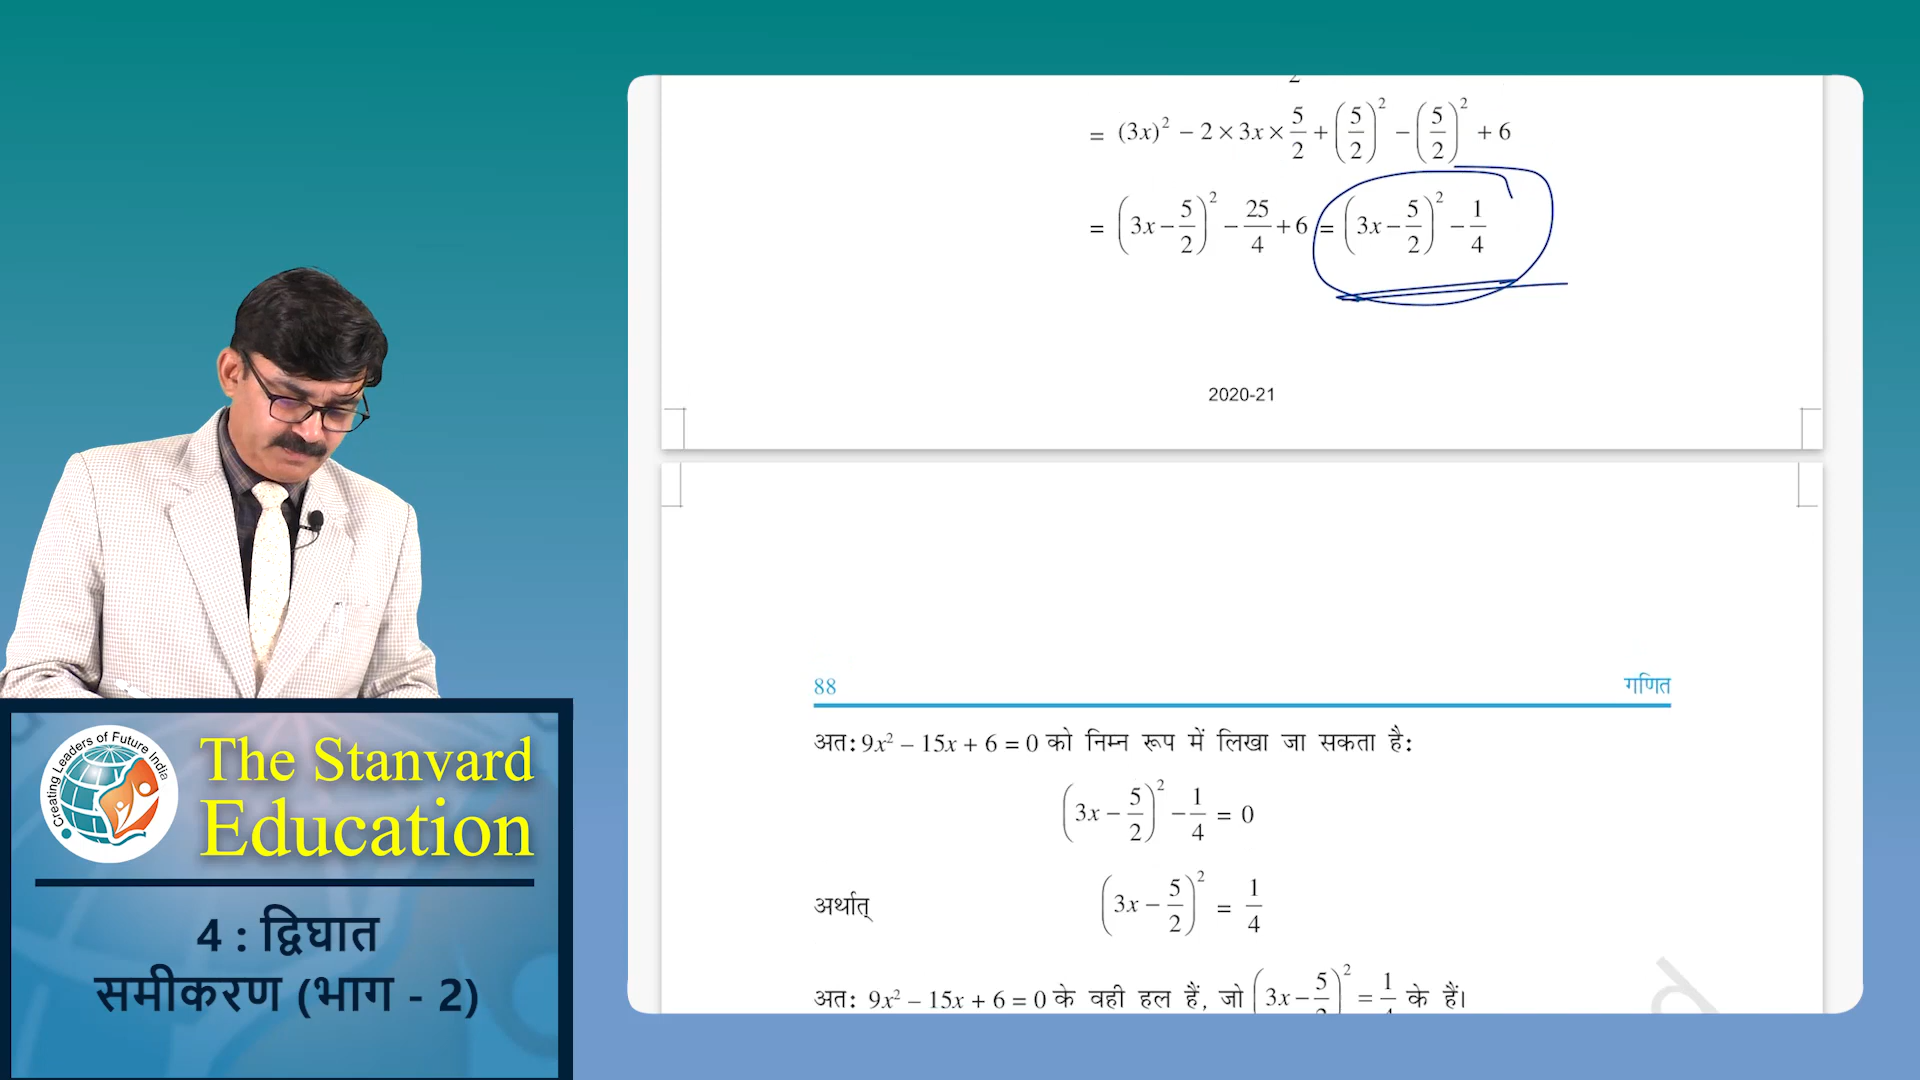 = (3x)² − 2 × 3x × 5/2 + (5/2)² − (5/2)² + 6
= (3x − 5/2)² − 25/4 + 6 = (3x − 5/2)² − 1/4
2020-21
88 गणित
अत: 9x² − 15x + 6 = 0 को निम्न रूप में लिखा जा सकता है:
(3x − 5/2)² − 1/4 = 0
अर्थात् (3x − 5/2)² = 1/4
अत: 9x² − 15x + 6 = 0 के वही हल हैं, जो (3x − 5/2)² = 1/4 के हैं।
Creating Leaders of Future India
The Stanvard
Education
4 : द्विघात
समीकरण (भाग - 2)